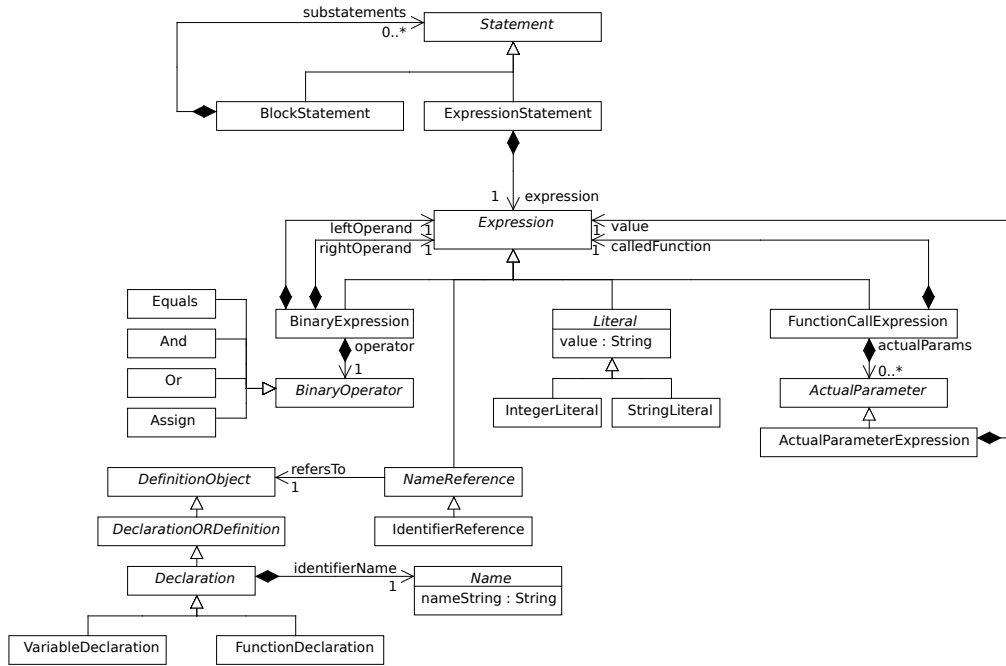 substatements
Statement
0..*
BlockStatement
ExpressionStatement
1
expression
leftOperand
1
Expression
1
value
rightOperand
1
1
calledFunction
Equals
BinaryExpression
Literal
FunctionCallExpression
value : String
And
operator
actualParams
1
0..*
Or
BinaryOperator
ActualParameter
IntegerLiteral
StringLiteral
Assign
ActualParameterExpression
refersTo
DefinitionObject
1
NameReference
DeclarationORDefinition
IdentifierReference
identifierName
Declaration
1
Name
nameString : String
VariableDeclaration
FunctionDeclaration